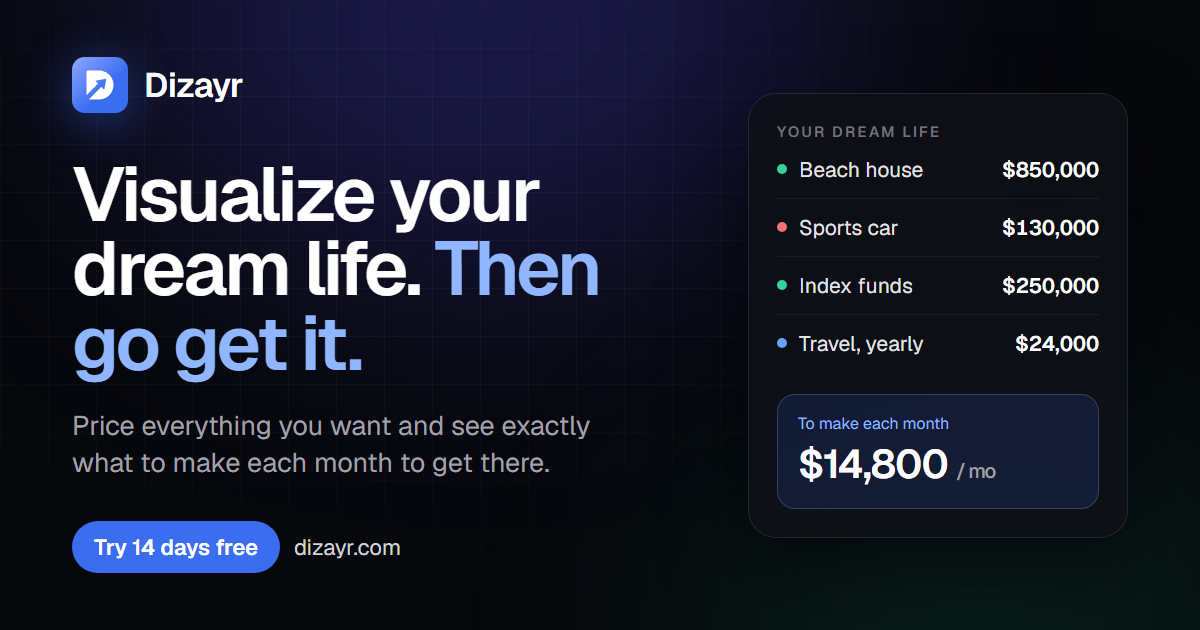 Dizayr
Visualize your
dream life. Then
go get it.
Price everything you want and see exactly
what to make each month to get there.
Try 14 days free
dizayr.com
YOUR DREAM LIFE
Beach house $850,000
Sports car $130,000
Index funds $250,000
Travel, yearly $24,000
To make each month
$14,800 / mo